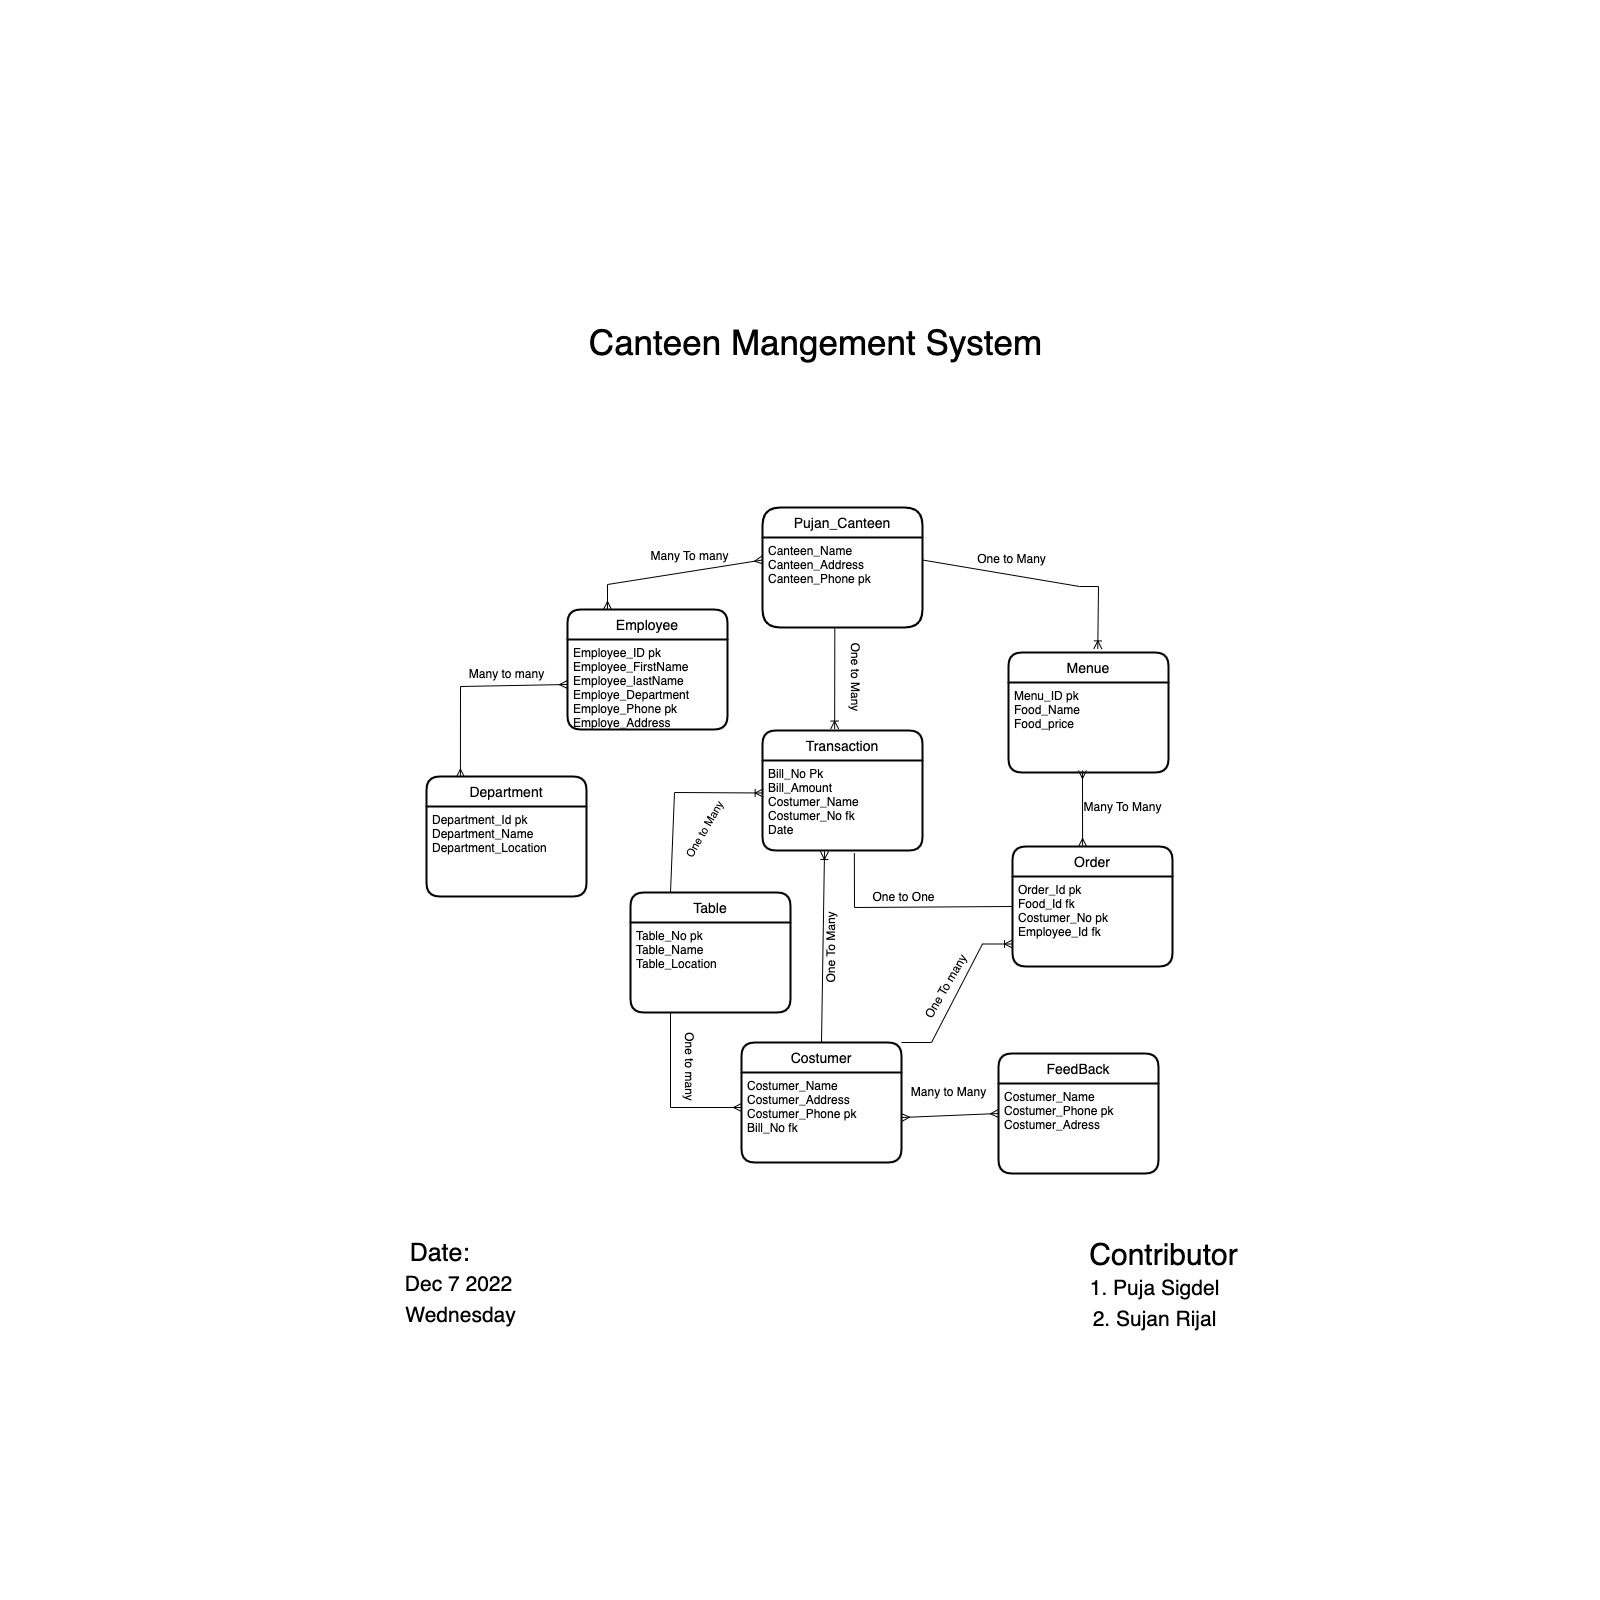 Canteen Mangement System
Pujan_Canteen
Canteen_Name
Canteen_Address
Canteen_Phone pk
Many To many
One to Many
Employee
Employee_ID pk
Employee_FirstName
Employee_lastName
Employe_Department
Employe_Phone pk
Employe_Address
One to Many
Menue
Menu_ID pk
Food_Name
Food_price
Many to many
Transaction
Bill_No Pk
Bill_Amount
Costumer_Name
Costumer_No fk
Date
Department
Department_Id pk
Department_Name
Department_Location
One to Many
Many To Many
Order
Order_Id pk
Food_Id fk
Costumer_No pk
Employee_Id fk
One to One
Table
Table_No pk
Table_Name
Table_Location
One To Many
One To many
One to many
Costumer
Costumer_Name
Costumer_Address
Costumer_Phone pk
Bill_No fk
Many to Many
FeedBack
Costumer_Name
Costumer_Phone pk
Costumer_Adress
Date:
Dec 7 2022
Wednesday
Contributor
1. Puja Sigdel
2. Sujan Rijal